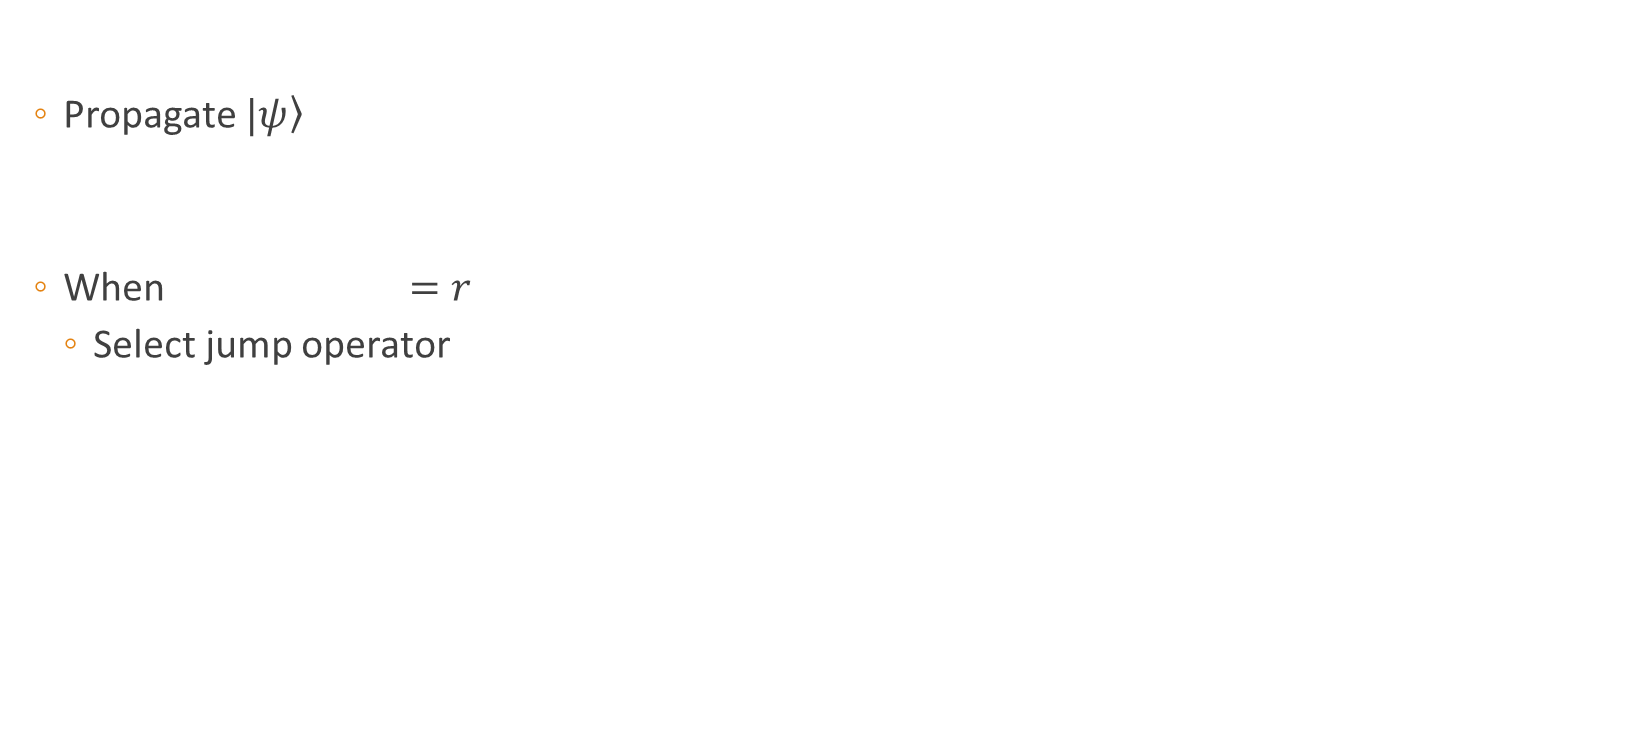 ◦ Propagate |𝜓⟩
◦ When = 𝑟
◦ Select jump operator